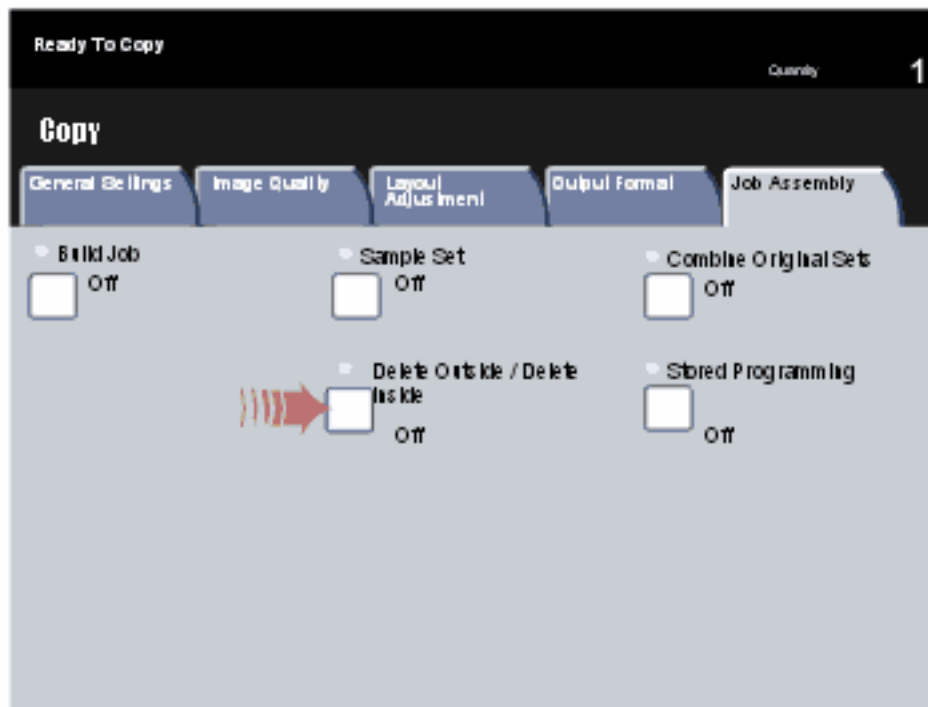 Ready To Copy
Quantity 1
Copy
General Settings
Image Quality
Layout
Adjustment
Output Format
Job Assembly
Build Job
Off
Sample Set
Off
Combine Original Sets
Off
Delete Outside / Delete
Inside
Off
Stored Programming
Off